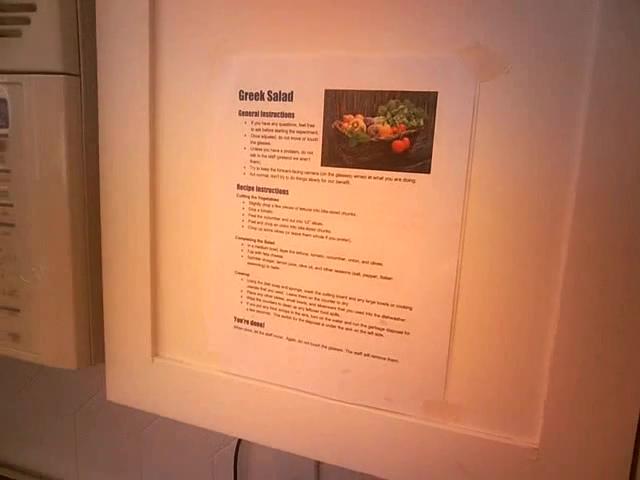 Greek Salad
General Instructions
If you have any questions, feel free
to ask before starting the experiment.
Once adjusted, do not move or touch
the glasses.
Unless you have a problem, do not
talk to the staff (pretend we aren't
there).
Try to keep the forward-facing camera (on the glasses) aimed at what you are doing.
Act normal, don't try to do things slowly for our benefit.
Recipe Instructions
Cutting the Vegetables
Slightly chop a few pieces of lettuce into bite-sized chunks.
Dice a tomato.
Peel the cucumber and cut into slices.
Peel and chop an onion into bite-sized chunks.
Chop up some olives (or leave them whole if you prefer).
Completing the Salad
In a medium bowl, layer the lettuce, tomato, cucumber, onion, and olives.
Top with feta cheese.
Sprinkle vinegar, lemon juice, olive oil, and other seasons (salt, pepper, Italian
seasoning) to taste.
Cleanup
Using the dish soap and sponge, wash the cutting board and any large bowls or cooking
utensils that you used. Leave them on the counter to dry.
Place any other plates, small bowls, and silverware that you used into the dishwasher.
Wipe the counters to clean up any leftover food spills.
If you put any food scraps in the sink, turn on the water and run the garbage disposal for
a few seconds. The switch for the disposal is under the sink on the left side.
You're done!
When done, let the staff know. Again, do not touch the glasses. The staff will remove them.